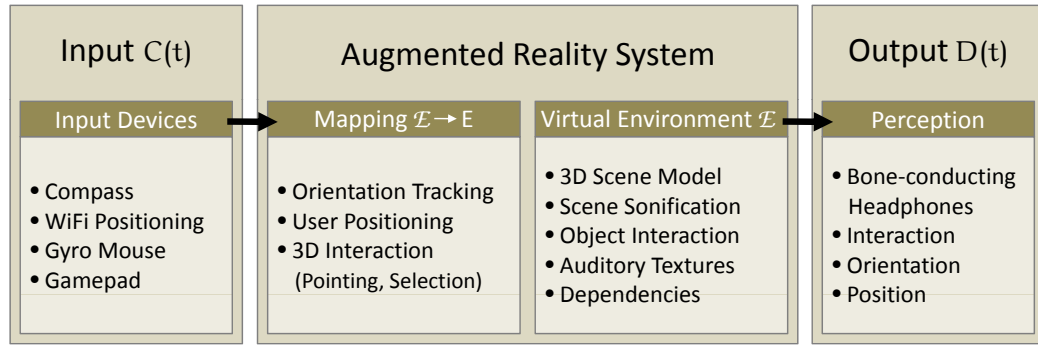 Input C(t)
Input Devices
• Compass
• WiFi Positioning
• Gyro Mouse
• Gamepad
Augmented Reality System
Mapping ℰ → E
• Orientation Tracking
• User Positioning
• 3D Interaction
(Pointing, Selection)
Virtual Environment ℰ
• 3D Scene Model
• Scene Sonification
• Object Interaction
• Auditory Textures
• Dependencies
Output D(t)
Perception
• Bone-conducting
Headphones
• Interaction
• Orientation
• Position